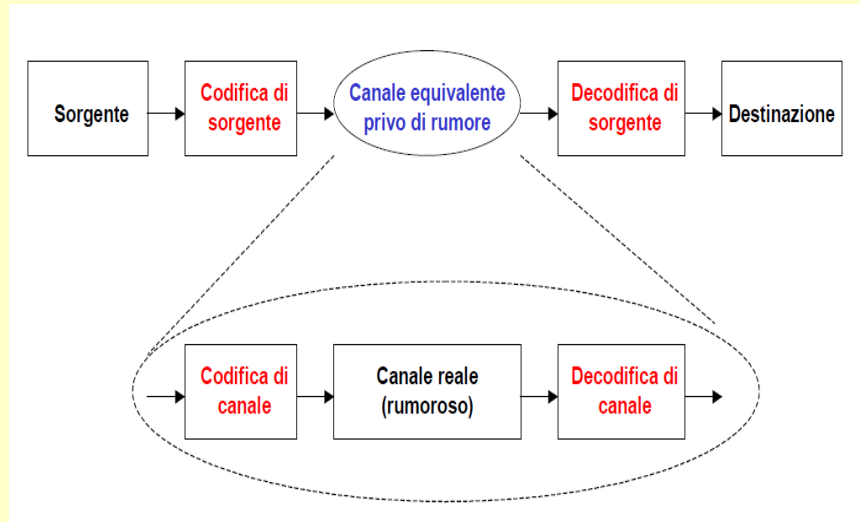 Sorgente
Codifica di
sorgente
Canale equivalente
privo di rumore
Decodifica di
sorgente
Destinazione
Codifica di
canale
Canale reale
(rumoroso)
Decodifica di
canale